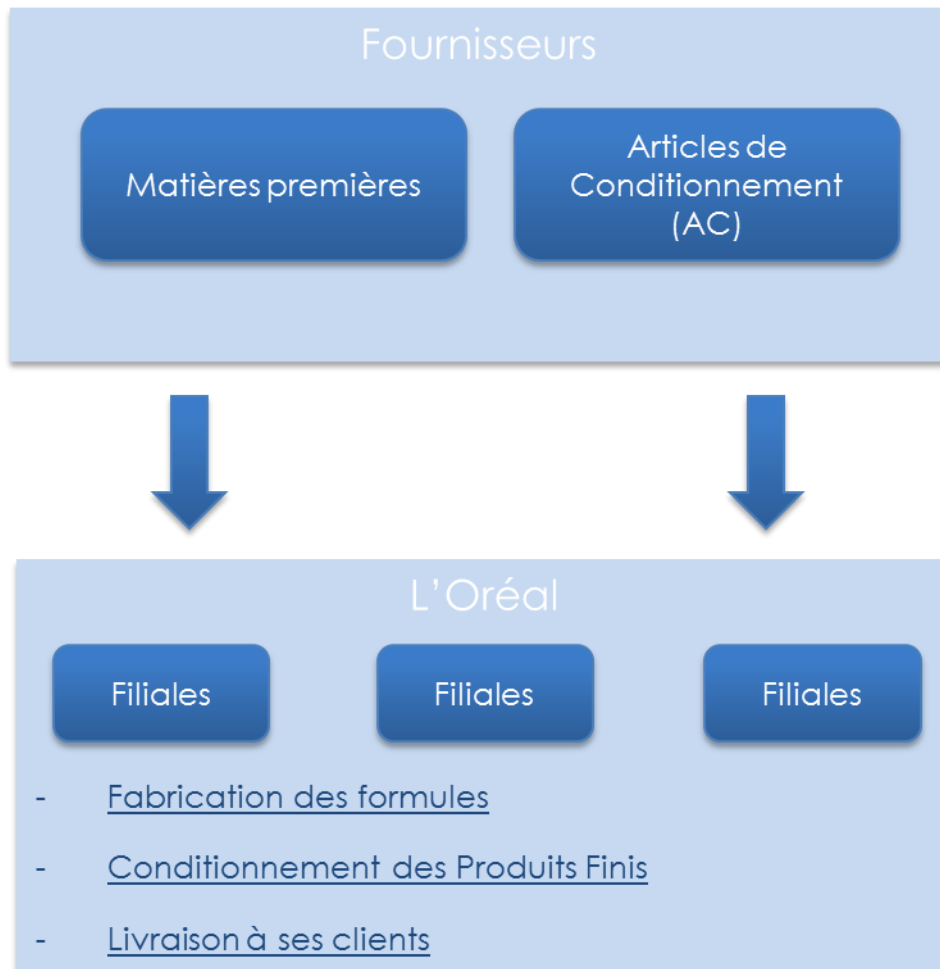 Fournisseurs
Matières premières
Articles de
Conditionnement
(AC)
L'Oréal
Filiales
Filiales
Filiales
- Fabrication des formules
- Conditionnement des Produits Finis
- Livraison à ses clients